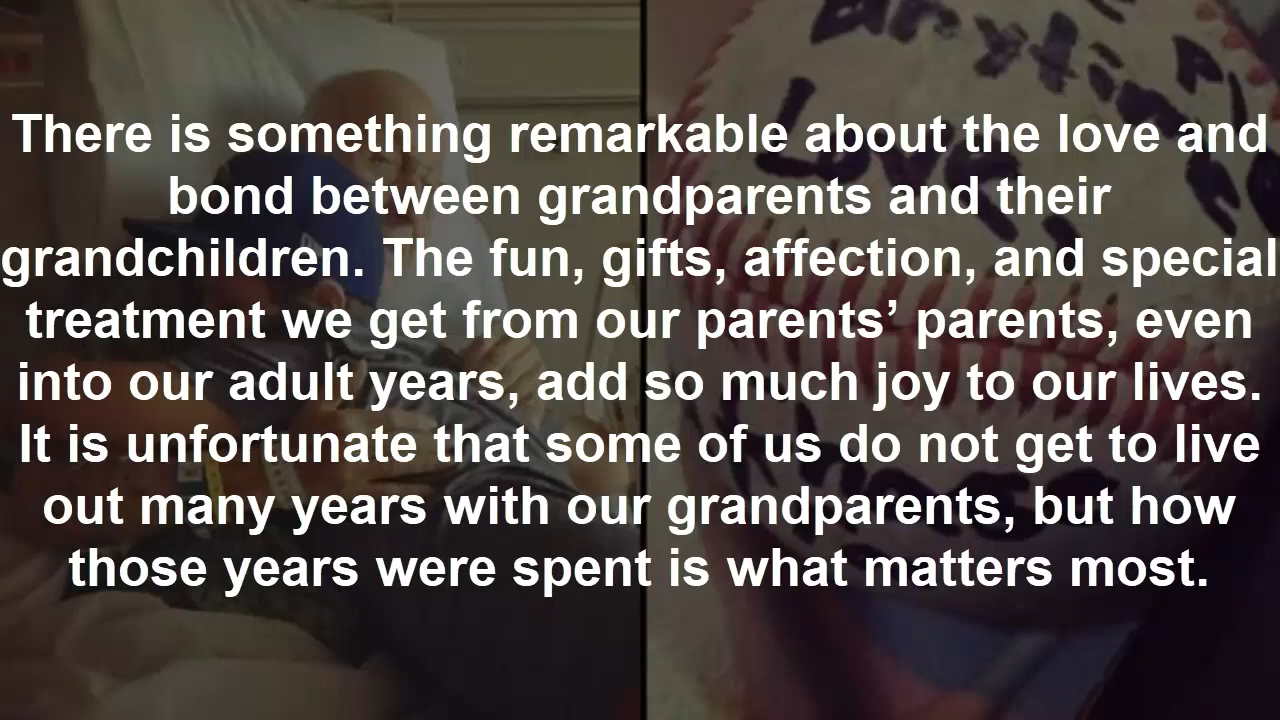 There is something remarkable about the love and
bond between grandparents and their
grandchildren. The fun, gifts, affection, and special
treatment we get from our parents’ parents, even
into our adult years, add so much joy to our lives.
It is unfortunate that some of us do not get to live
out many years with our grandparents, but how
those years were spent is what matters most.
anytime
Love,